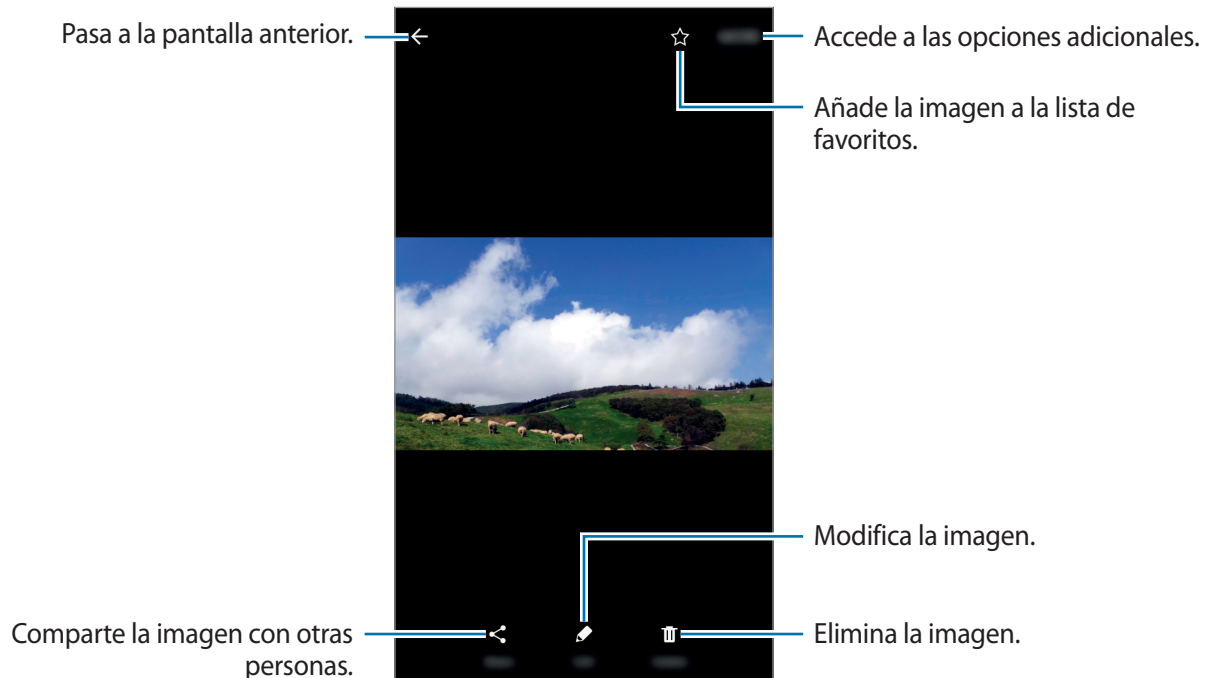 Pasa a la pantalla anterior.
Accede a las opciones adicionales.
Añade la imagen a la lista de
favoritos.
Modifica la imagen.
Comparte la imagen con otras
personas.
Elimina la imagen.